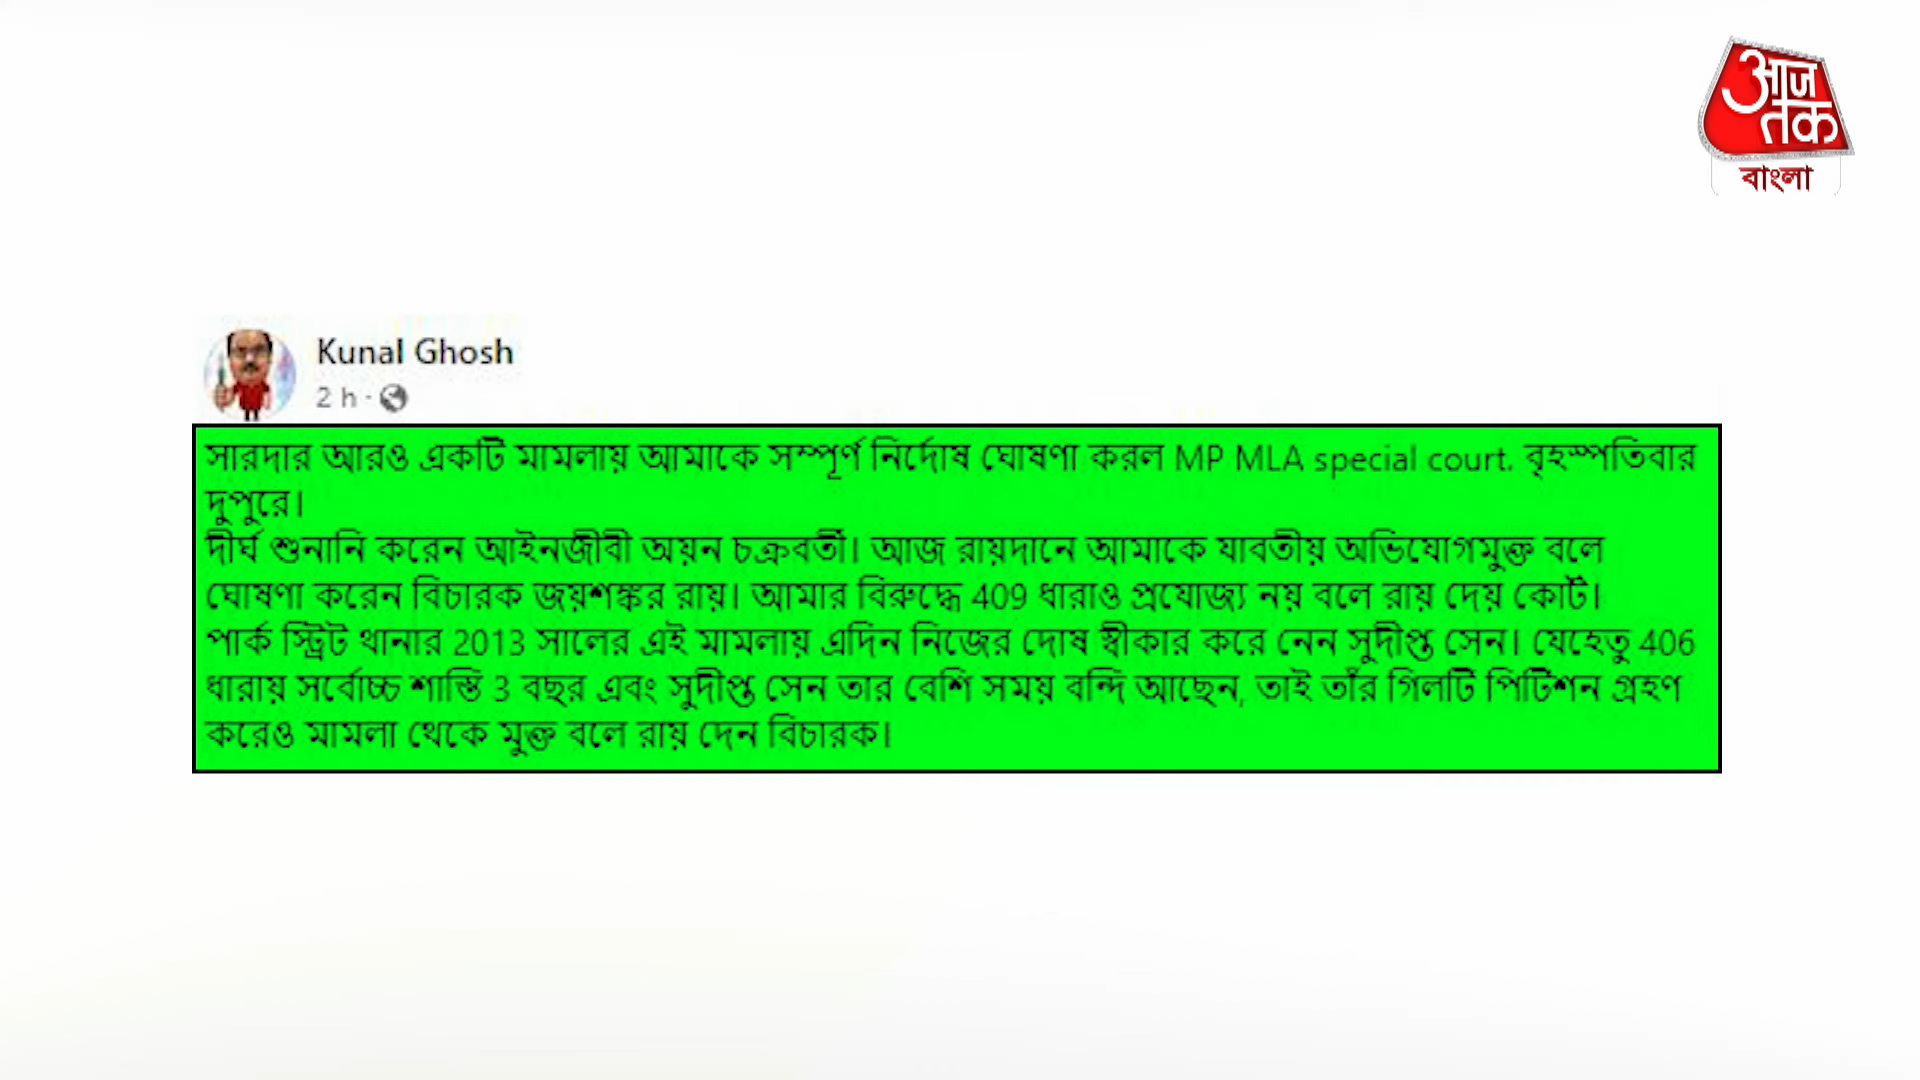 आज
तक
বাংলা
Kunal Ghosh
2 h ·
সারদার আরও একটি মামলায় আমাকে সম্পূর্ণ নির্দোষ ঘোষণা করল MP MLA special court. বৃহস্পতিবার
দুপুরে।
দীর্ঘ শুনানি করেন আইনজীবী অয়ন চক্রবর্তী। আজ রায়দানে আমাকে যাবতীয় অভিযোগমুক্ত বলে
ঘোষণা করেন বিচারক জয়শঙ্কর রায়। আমার বিরুদ্ধে 409 ধারাও প্রযোজ্য নয় বলে রায় দেয় কোর্ট।
পার্ক স্ট্রিট থানার 2013 সালের এই মামলায় এদিন নিজের দোষ স্বীকার করে নেন সুদীপ্ত সেন। যেহেতু 406
ধারায় সর্বোচ্চ শাস্তি 3 বছর এবং সুদীপ্ত সেন তার বেশি সময় বন্দি আছেন, তাই তাঁর গিলটি পিটিশন গ্রহণ
করেও মামলা থেকে মুক্ত বলে রায় দেন বিচারক।